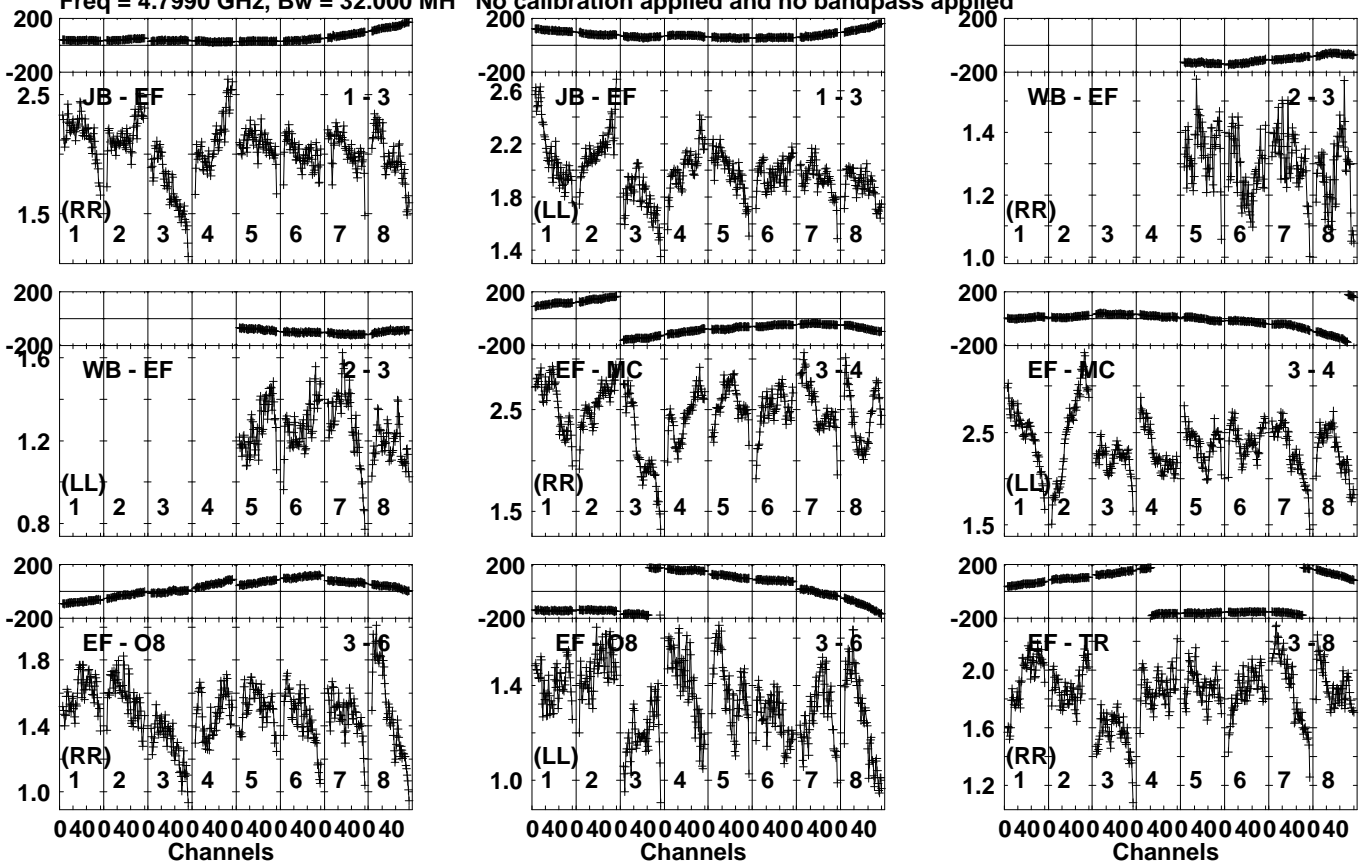 Freq = 4.7990 GHz, Bw = 32.000 MH   No calibration applied and no bandpass applied
200 200 200
-200 -200 -200
2.5 JB - EF 1 - 3 2.6 JB - EF 1 - 3 WB - EF 2 - 3
1.4
2.2
1.8 1.2
1.5 (RR) (LL) (RR)
1 2 3 4 5 6 7 8 1 2 3 4 5 6 7 8 1 2 3 4 5 6 7 8
1.4 1.0
200 200 200
-200 -200 -200
1.6 WB - EF 2 - 3 EF - MC 3 - 4 EF - MC 3 - 4
2.5 2.5
1.2
(LL) (RR) (LL)
1 2 3 4 5 6 7 8 1 2 3 4 5 6 7 8 1 2 3 4 5 6 7 8
0.8 1.5 1.5
200 200 200
-200 -200 -200
EF - O8 3 - 6 EF - O8 3 - 6 EF - TR 3 - 8
1.8 1.4 2.0
1.4 1.6
(RR) (LL) (RR)
1 2 3 4 5 6 7 8 1 2 3 4 5 6 7 8 1 2 3 4 5 6 7 8
1.0 1.0 1.2
0 40 0 40 0 40 0 40 0 40 0 40 0 40 0 40 0 40 0 40 0 40 0 40 0 40 0 40 0 40 0 40 0 40 0 40 0 40 0 40 0 40 0 40 0 40 0 40
Channels Channels Channels